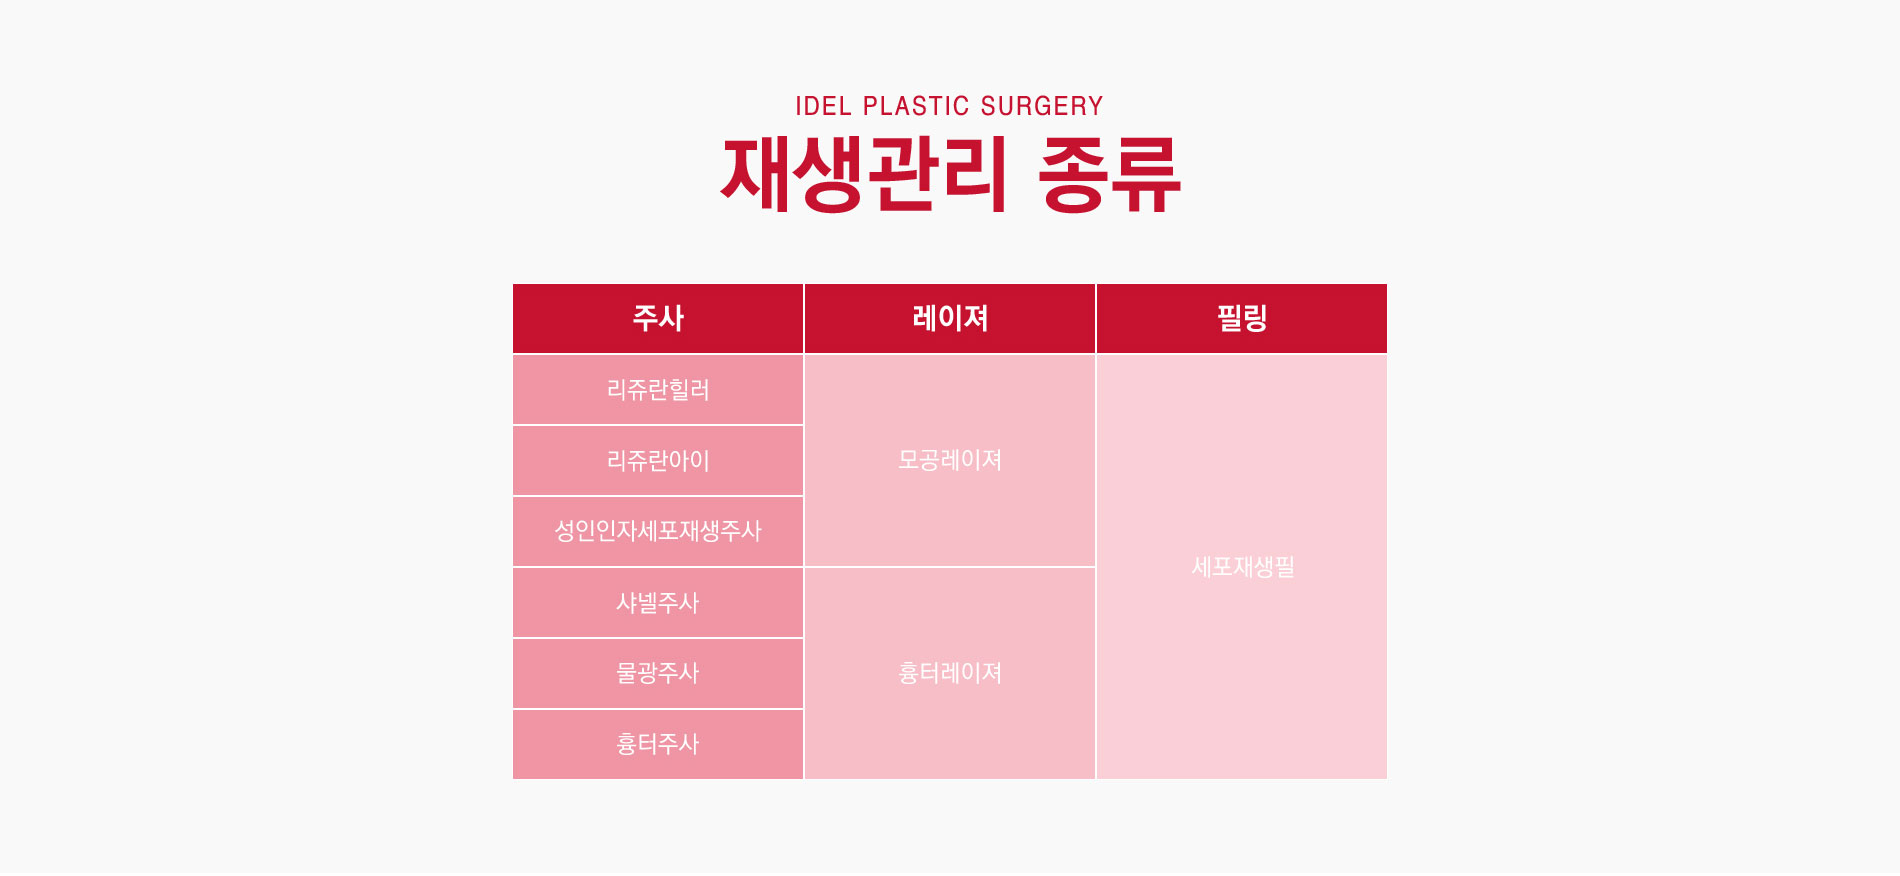 IDEL PLASTIC SURGERY
재생관리 종류
주사 레이져 필링
리쥬란힐러
리쥬란아이
모공레이져
성인인자세포재생주사
세포재생필
샤넬주사
물광주사
흉터레이져
흉터주사